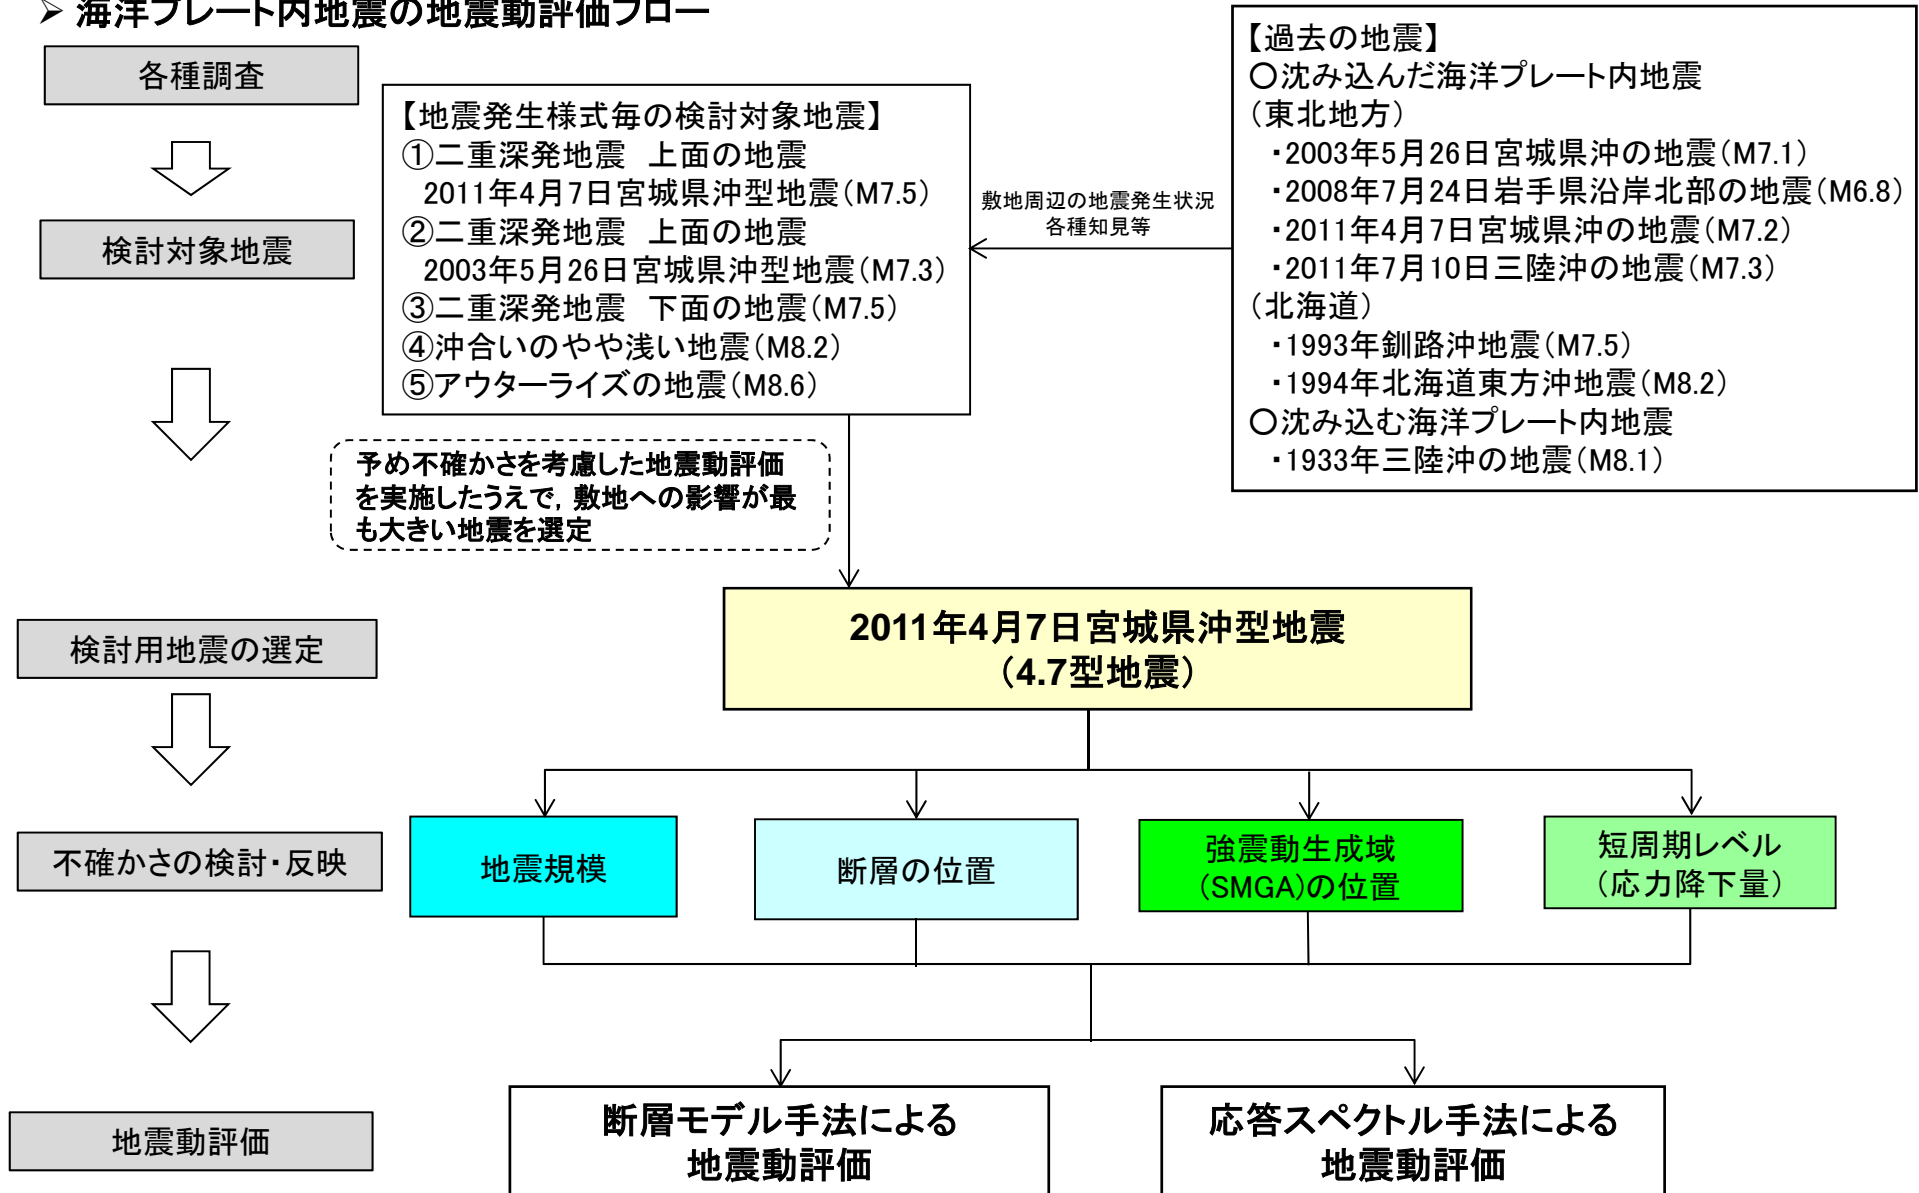 ➢ 海洋プレート内地震の地震動評価フロー
各種調査
検討対象地震
検討用地震の選定
不確かさの検討・反映
地震動評価
【地震発生様式毎の検討対象地震】
①二重深発地震 上面の地震
2011年4月7日宮城県沖型地震(M7.5)
②二重深発地震 上面の地震
2003年5月26日宮城県沖型地震(M7.3)
③二重深発地震 下面の地震(M7.5)
④沖合いのやや浅い地震(M8.2)
⑤アウターライズの地震(M8.6)
敷地周辺の地震発生状況
各種知見等
【過去の地震】
○沈み込んだ海洋プレート内地震
(東北地方)
・2003年5月26日宮城県沖の地震(M7.1)
・2008年7月24日岩手県沿岸北部の地震(M6.8)
・2011年4月7日宮城県沖の地震(M7.2)
・2011年7月10日三陸沖の地震(M7.3)
(北海道)
・1993年釧路沖地震(M7.5)
・1994年北海道東方沖地震(M8.2)
○沈み込む海洋プレート内地震
・1933年三陸沖の地震(M8.1)
予め不確かさを考慮した地震動評価
を実施したうえで,敷地への影響が最
も大きい地震を選定
2011年4月7日宮城県沖型地震
(4.7型地震)
地震規模
断層の位置
強震動生成域
(SMGA)の位置
短周期レベル
(応力降下量)
断層モデル手法による
地震動評価
応答スペクトル手法による
地震動評価